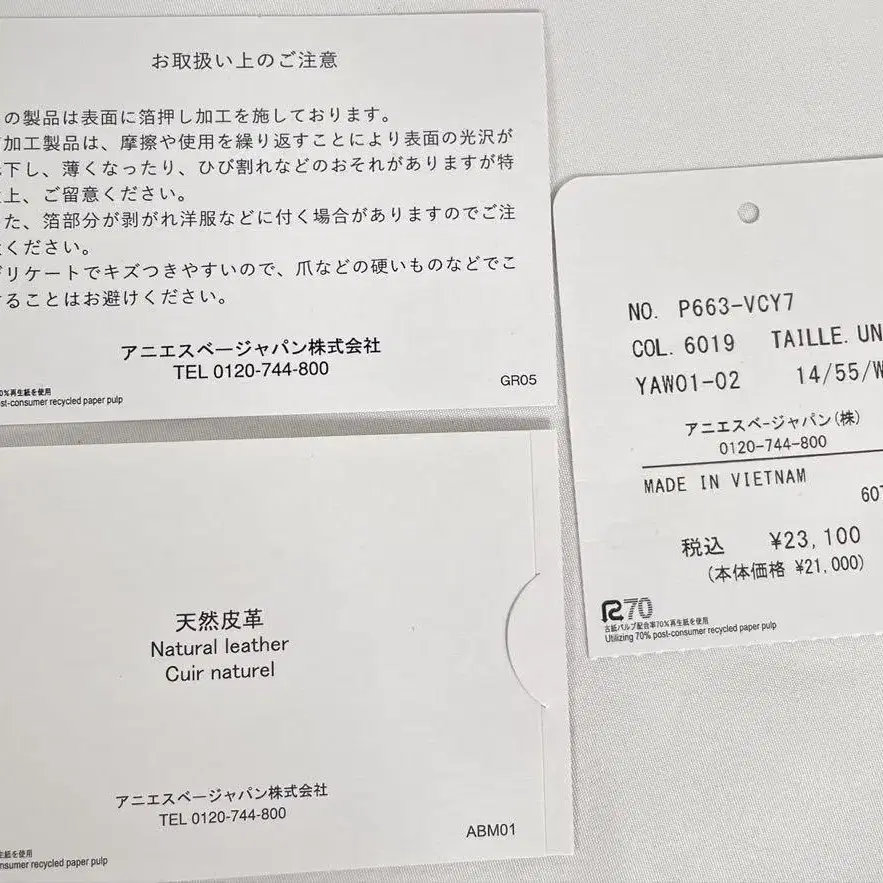 お取扱い上のご注意
の製品は表面に箔押し加工を施しております。
加工製品は、摩擦や使用を繰り返すことにより表面の光沢が
下し、薄くなったり、ひび割れなどのおそれがありますが特
上、ご留意ください。
た、箔部分が剥がれ洋服などに付く場合がありますのでご注
ください。
リケートでキズつきやすいので、爪などの硬いものなどでこ
ることはお避けください。
アニエスベージャパン株式会社
TEL 0120-744-800
GR05
0%再生紙を使用
st-consumer recycled paper pulp
天然皮革
Natural leather
Cuir naturel
アニエスベージャパン株式会社
TEL 0120-744-800
ABM01
生紙を使用
nsumer recycled paper pulp
NO. P663-VCY7
COL. 6019 TAILLE. UN
YAW01-02 14/55/W
アニエスベージャパン(株)
0120-744-800
MADE IN VIETNAM
607
税込 ¥23,100
(本体価格 ¥21,000)
R70
古紙パルプ配合率70%再生紙を使用
Utilizing 70% post-consumer recycled paper pulp